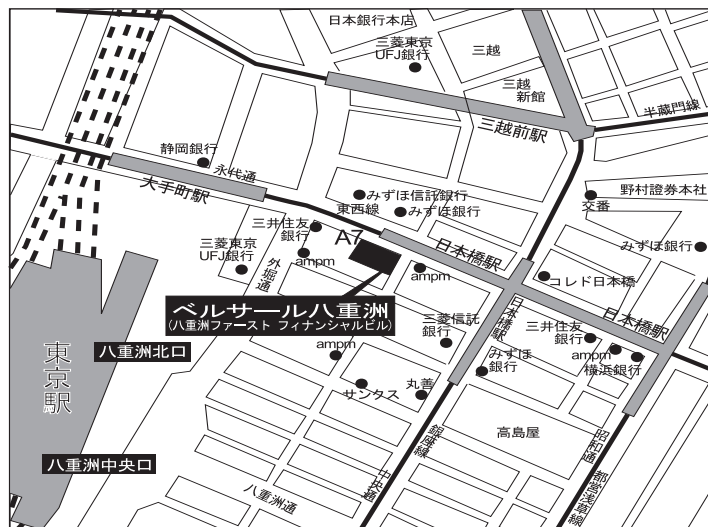 日本銀行本店
三菱東京
UFJ銀行
三越
三越
新館
半蔵門線
三越前駅
静岡銀行
永代通
大手町駅
みずほ信託銀行
東西線
みずほ銀行
野村證券本社
交番
みずほ銀行
三井住友
銀行
A7
三菱東京
UFJ銀行
外堀通
ampm
ampm
日本橋駅
コレド日本橋
ベルサール八重洲
(八重洲ファースト フィナンシャルビル)
三菱信託
銀行
日本橋駅
三井住友
銀行
日本橋駅
ampm
横浜銀行
みずほ
銀行
ampm
サンクス
丸善
東京駅
八重洲北口
高島屋
銀座線
中央通
昭和通
都営浅草線
八重洲中央口
八重洲通